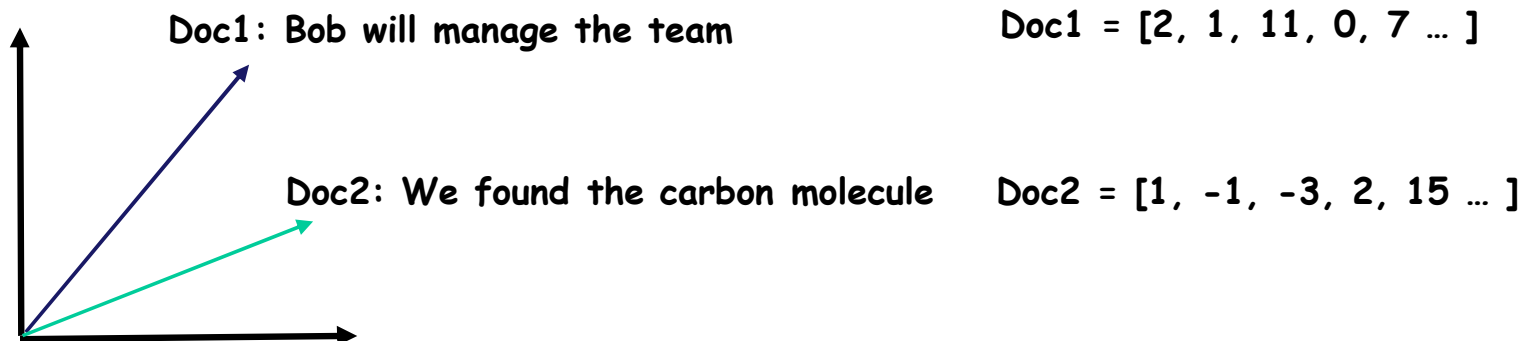 Doc1: Bob will manage the team
Doc1 = [2, 1, 11, 0, 7 … ]
Doc2: We found the carbon molecule
Doc2 = [1, -1, -3, 2, 15 … ]